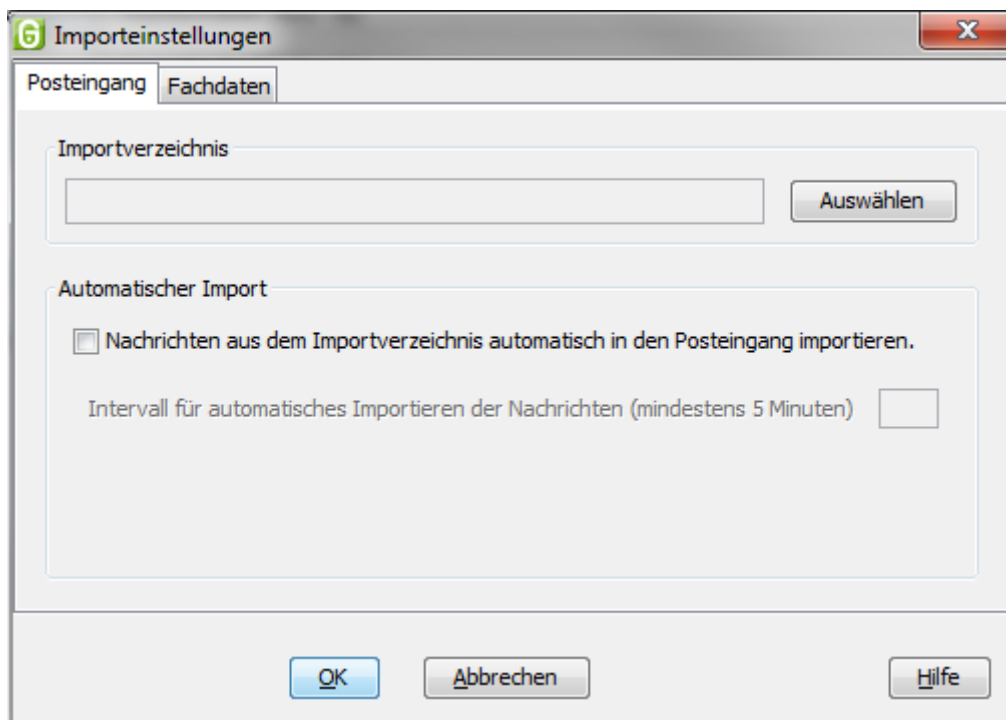 Importeinstellungen
Posteingang Fachdaten
Importverzeichnis
Auswählen
Automatischer Import
Nachrichten aus dem Importverzeichnis automatisch in den Posteingang importieren.
Intervall für automatisches Importieren der Nachrichten (mindestens 5 Minuten)
OK Abbrechen Hilfe